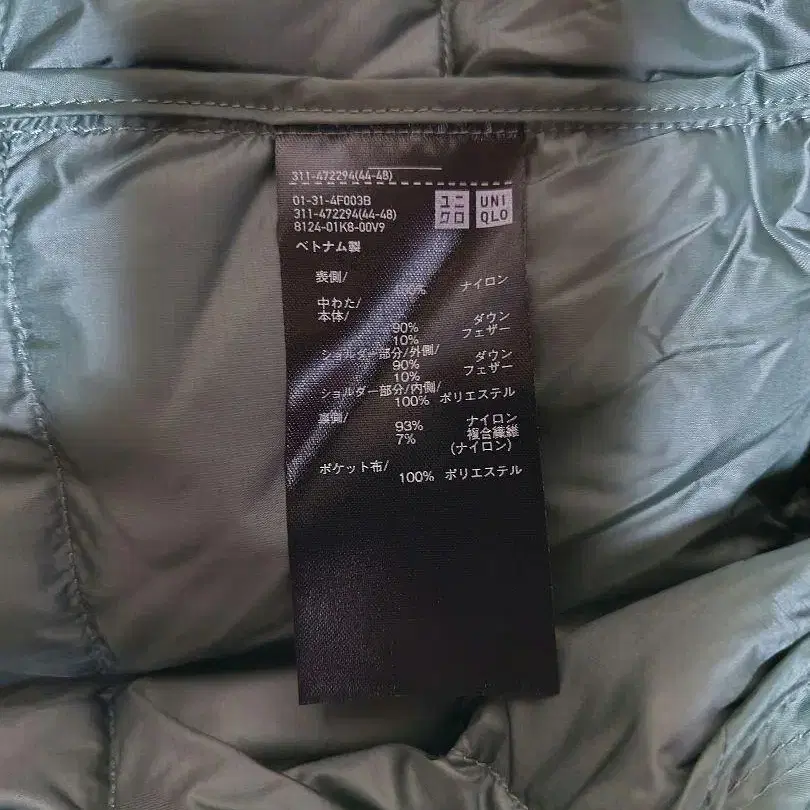 311-472294(44-48)
01-31-4F003B
311-472294(44-48)
8124-01K8-00V9
ユニクロ
UNIQLO
ベトナム製
表側/
ナイロン
中わた/
本体/
90% ダウン
10% フェザー
ショルダー部分/外側/
90% ダウン
10% フェザー
ショルダー部分/内側/
100% ポリエステル
裏側/
93% ナイロン
7% 複合繊維
(ナイロン)
ポケット布/
100% ポリエステル